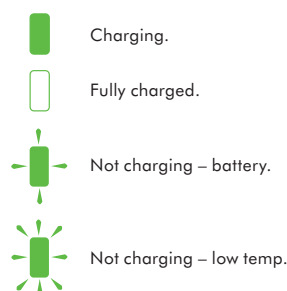 Charging.
Fully charged.
Not charging – battery.
Not charging – low temp.